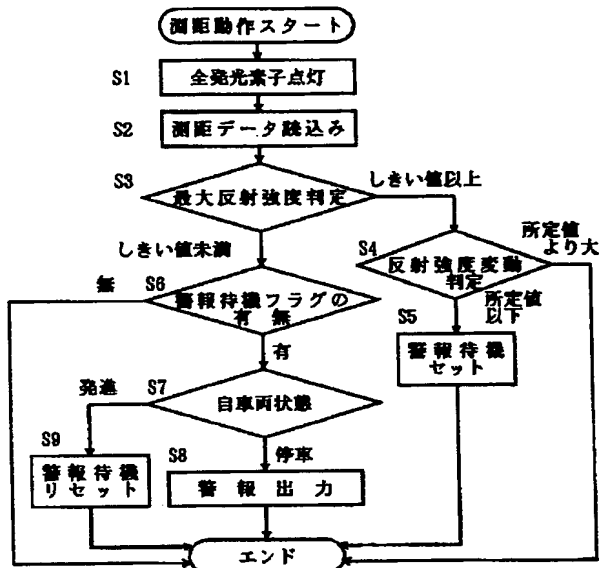 測距動作スタート
S1
全発光素子点灯
S2
測距データ読込み
S3
最大反射強度判定
しきい値以上
しきい値未満
S4
反射強度変動
判定
所定値
より大
所定値
以下
S5
警報待機
セット
S6
警報待機フラグの
有 無
無
有
S7
自車両状態
発進
停車
S9
警報待機
リセット
S8
警報出力
エンド